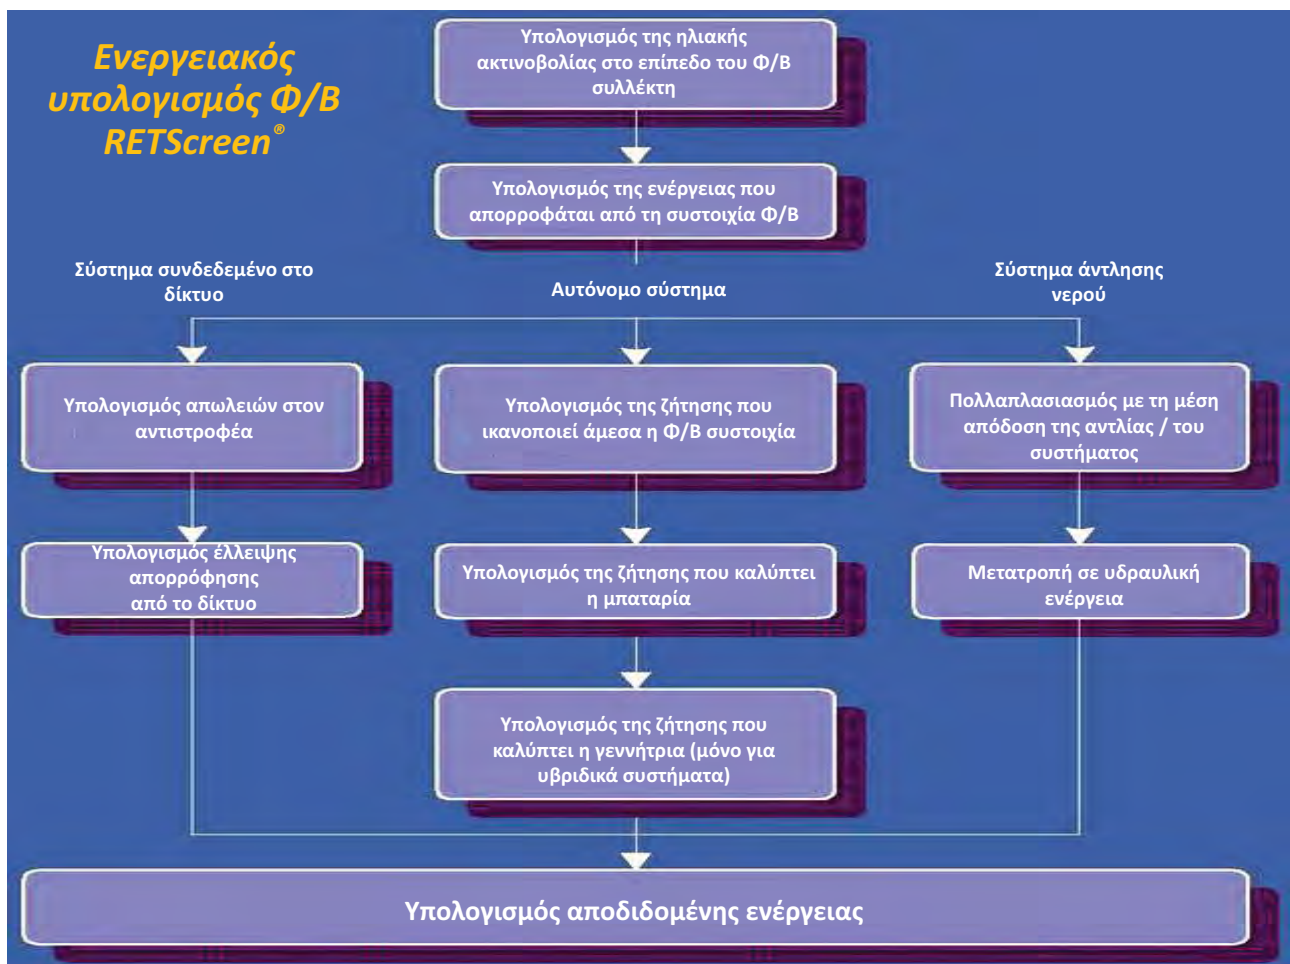 Ενεργειακός
υπολογισμός Φ/Β
RETScreen®
Υπολογισμός της ηλιακής
ακτινοβολίας στο επίπεδο του Φ/Β
συλλέκτη
Υπολογισμός της ενέργειας που
απορροφάται από τη συστοιχία Φ/Β
Σύστημα συνδεδεμένο στο
δίκτυο
Αυτόνομο σύστημα
Σύστημα άντλησης
νερού
Υπολογισμός απωλειών στον
αντιστροφέα
Υπολογισμός της ζήτησης που
ικανοποιεί άμεσα η Φ/Β συστοιχία
Πολλαπλασιασμός με τη μέση
απόδοση της αντλίας / του
συστήματος
Υπολογισμός έλλειψης
απορρόφησης
από το δίκτυο
Υπολογισμός της ζήτησης που καλύπτει
η μπαταρία
Μετατροπή σε υδραυλική
ενέργεια
Υπολογισμός της ζήτησης που
καλύπτει η γεννήτρια (μόνο για
υβριδικά συστήματα)
Υπολογισμός αποδιδομένης ενέργειας